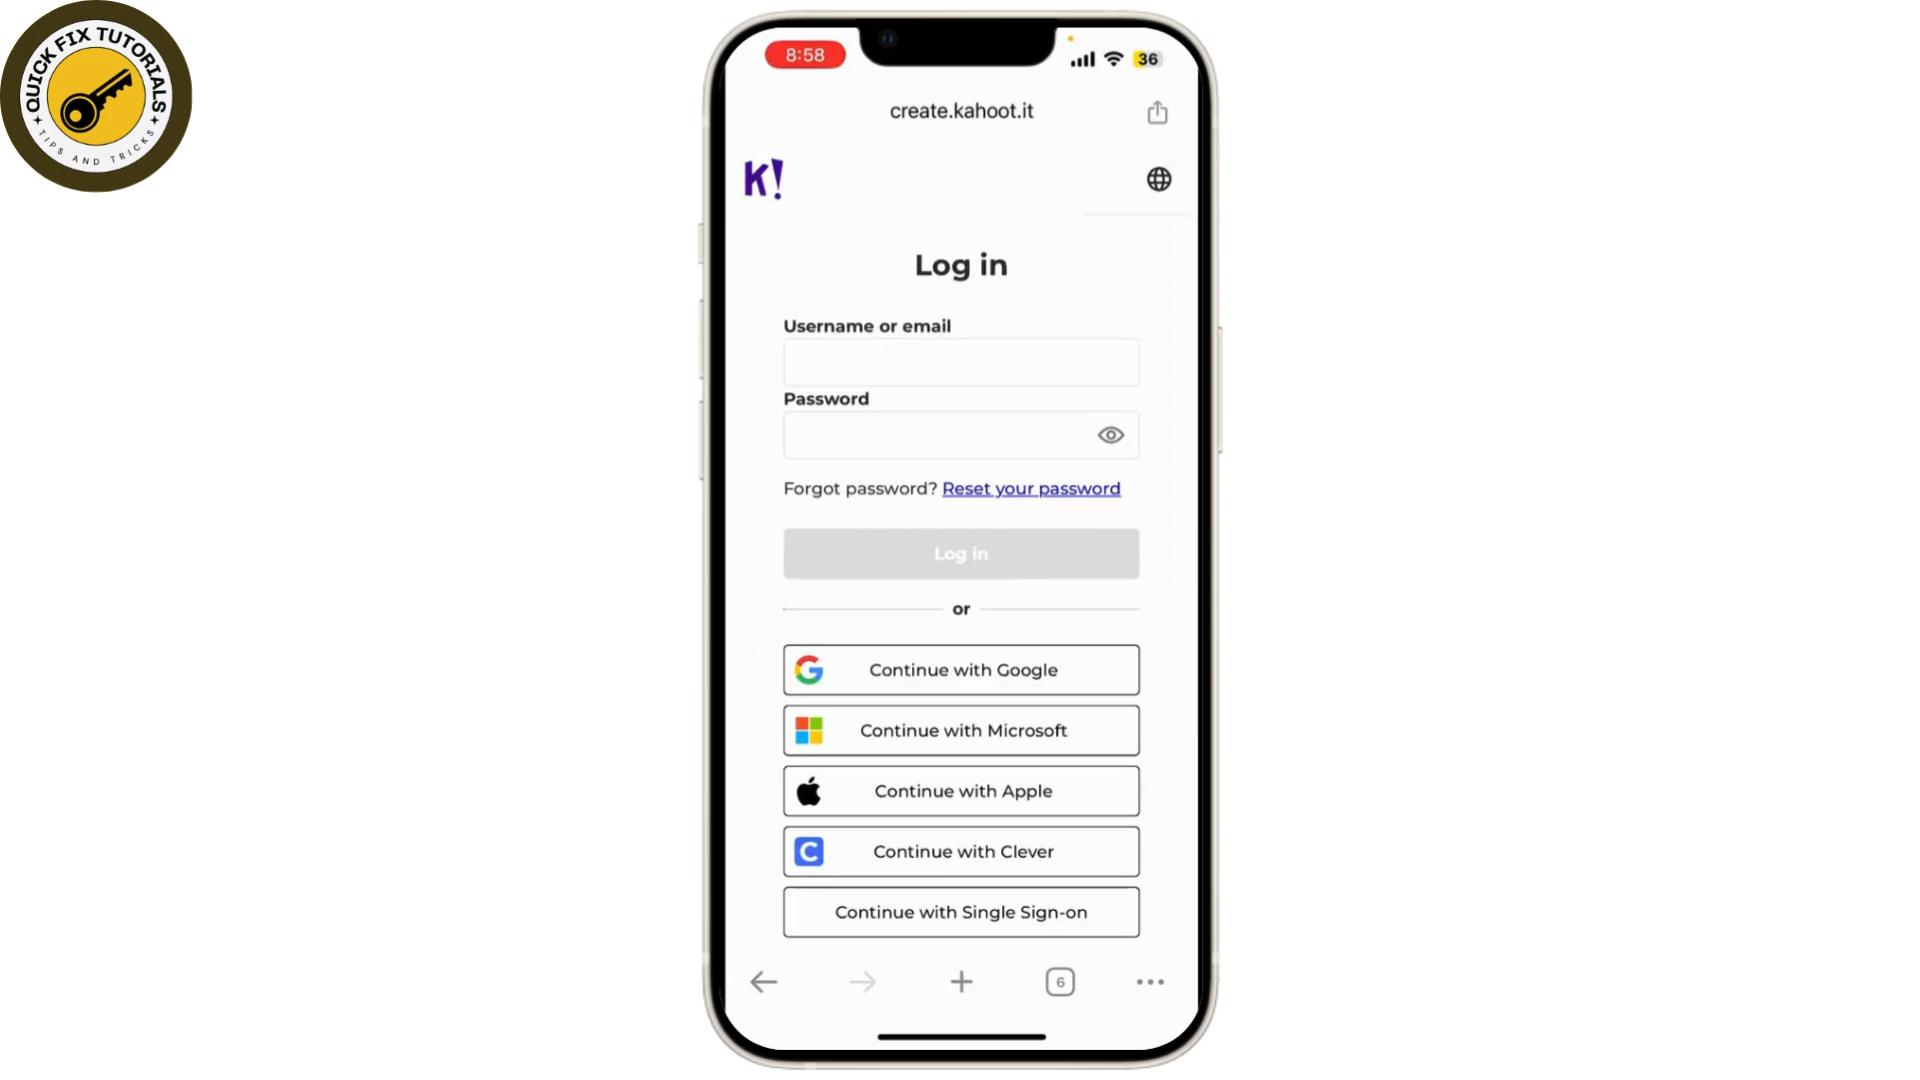 QUICK FIX TUTORIALS
TIPS AND TRICKS
8:58
36
create.kahoot.it
K!
Log in
Username or email
Password
Forgot password? Reset your password
Log in
or
Continue with Google
Continue with Microsoft
Continue with Apple
C
Continue with Clever
Continue with Single Sign-on
6